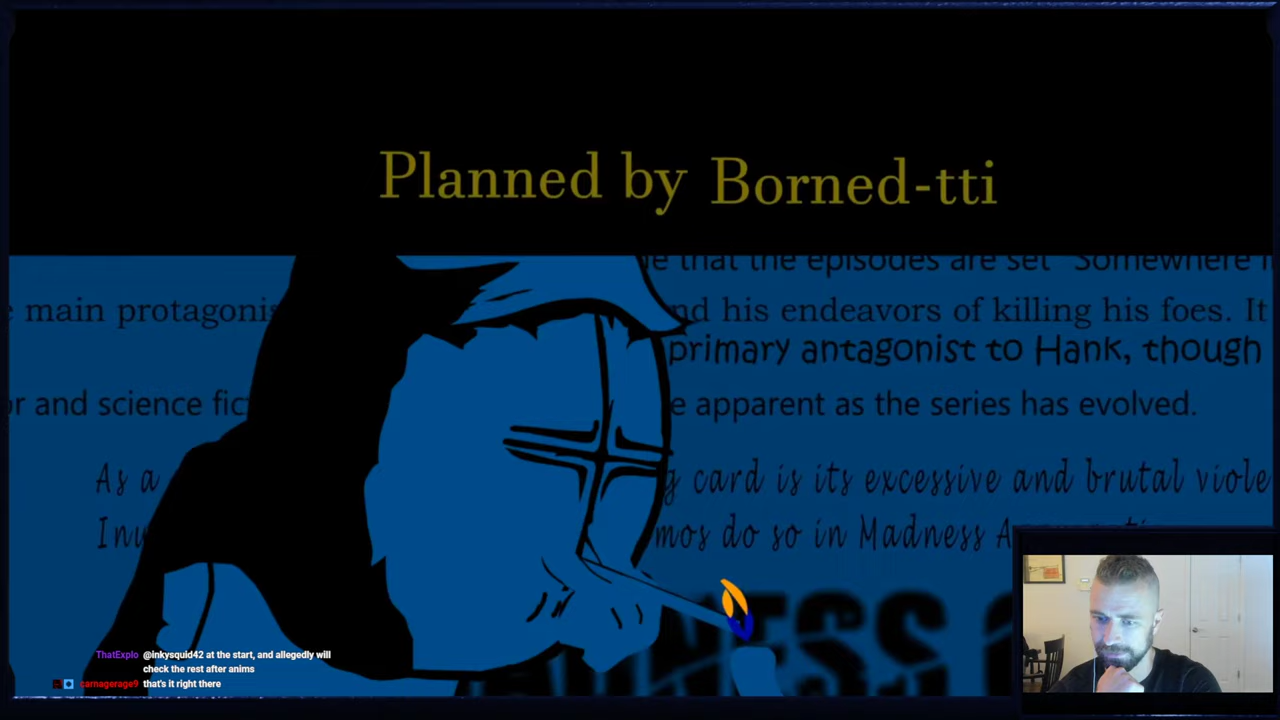 Planned by Borned-tti
that the episodes are set "Somewhere
main protagonis
nd his endeavors of killing his foes. It
primary antagonist to Hank, though
or and science fic
e apparent as the series has evolved.
As a
g card is its excessive and brutal viole
mos do so in Madness
ThatExplo @inkysquid42 at the start, and allegedly will
check the rest after anims
carnagerage9 that's it right there